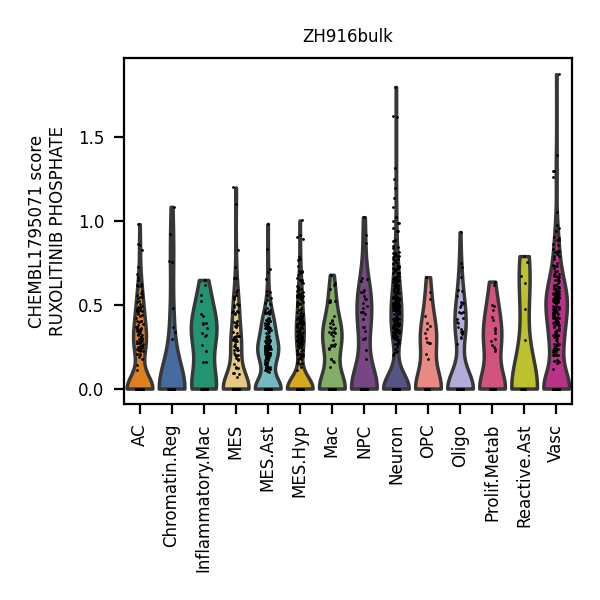 ZH916bulk
CHEMBL1795071 score
RUXOLITINIB PHOSPHATE
1.5
1.0
0.5
0.0
AC
Chromatin.Reg
Inflammatory.Mac
MES
MES.Ast
MES.Hyp
Mac
NPC
Neuron
OPC
Oligo
Prolif.Metab
Reactive.Ast
Vasc